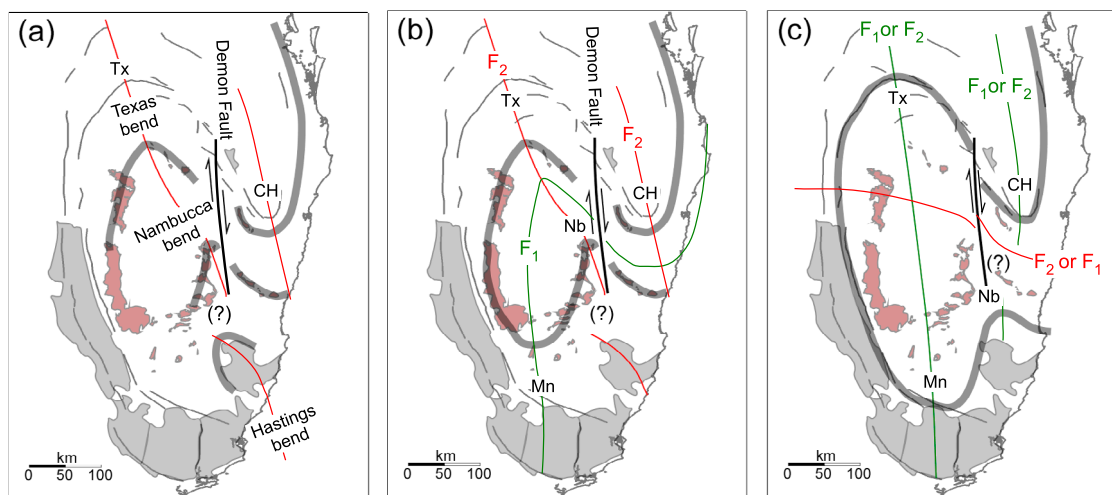 (a)
Tx
Texas
bend
Demon Fault
CH
Nambucca
bend
(?)
Hastings
bend
km
0 50 100
(b)
F2
Tx
Demon Fault
F2
CH
Nb
F1
(?)
Mn
km
0 50 100
(c)
F1 or F2
F1 or F2
Tx
CH
F2 or F1
(?)
Nb
Mn
km
0 50 100